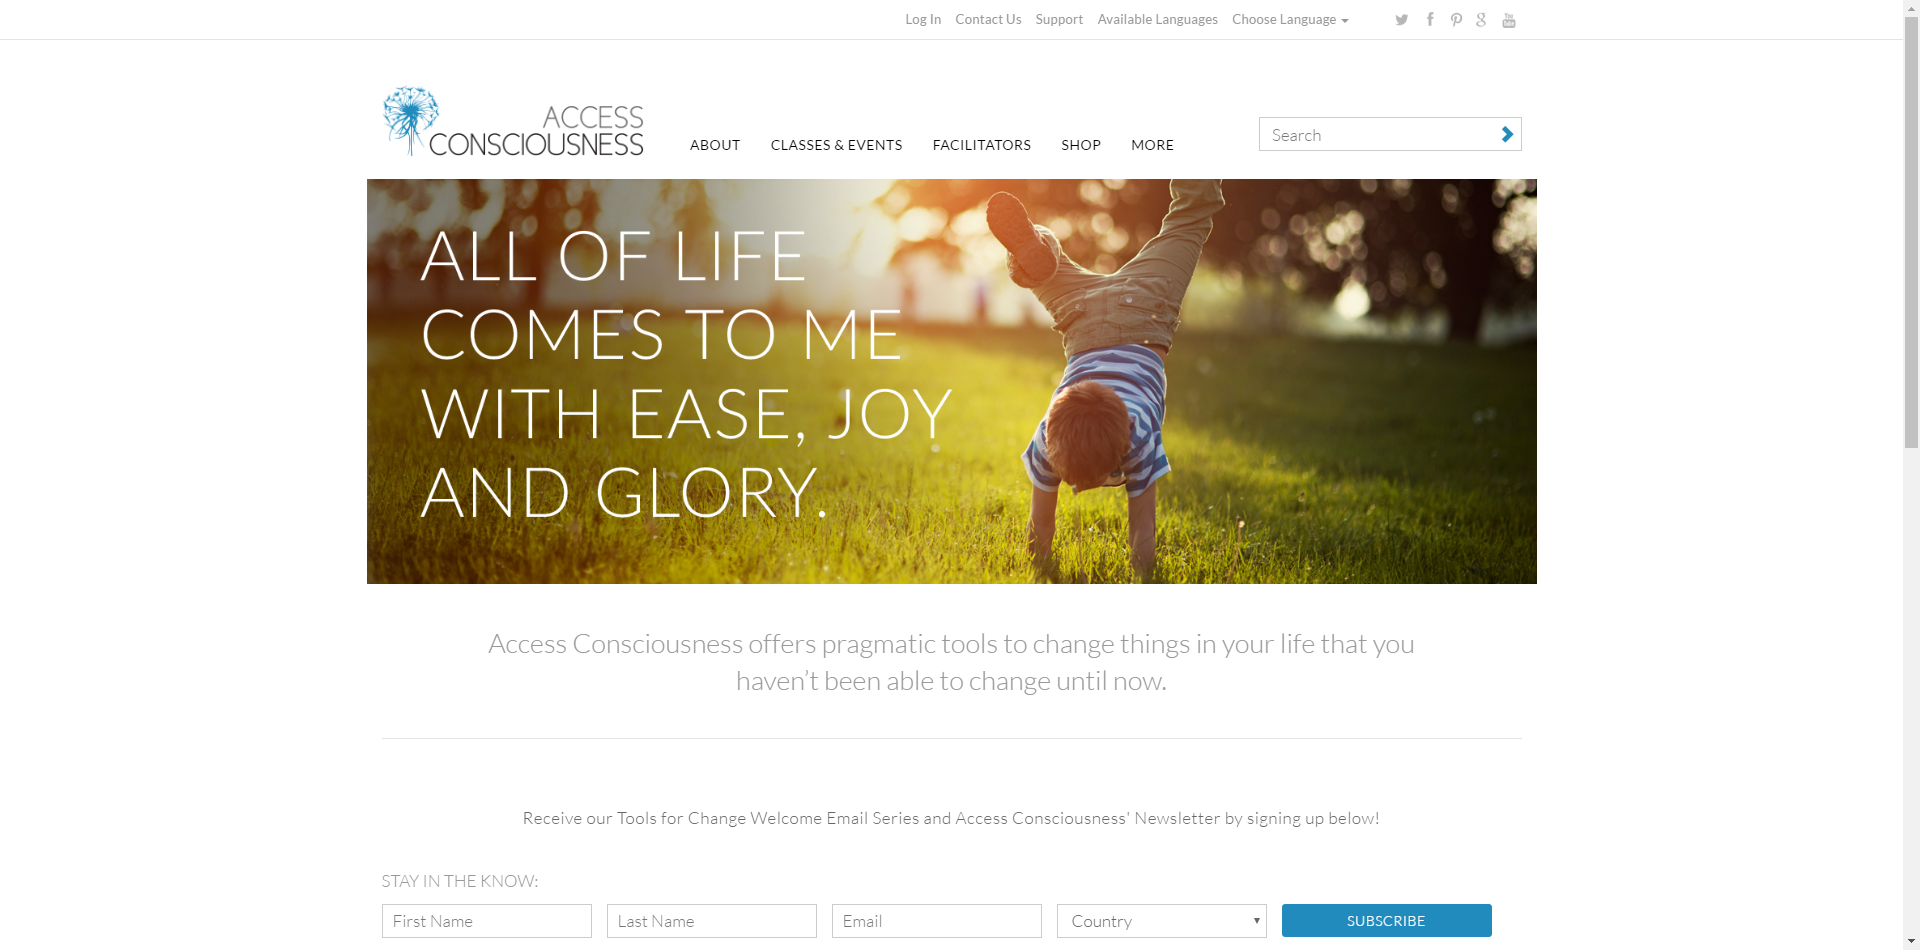 Log In Contact Us Support Available Languages Choose Language
ACCESS
CONSCIOUSNESS
ABOUT CLASSES & EVENTS FACILITATORS SHOP MORE
Search
ALL OF LIFE
COMES TO ME
WITH EASE, JOY
AND GLORY.
Access Consciousness offers pragmatic tools to change things in your life that you
haven’t been able to change until now.
Receive our Tools for Change Welcome Email Series and Access Consciousness' Newsletter by signing up below!
STAY IN THE KNOW:
First Name Last Name Email Country SUBSCRIBE